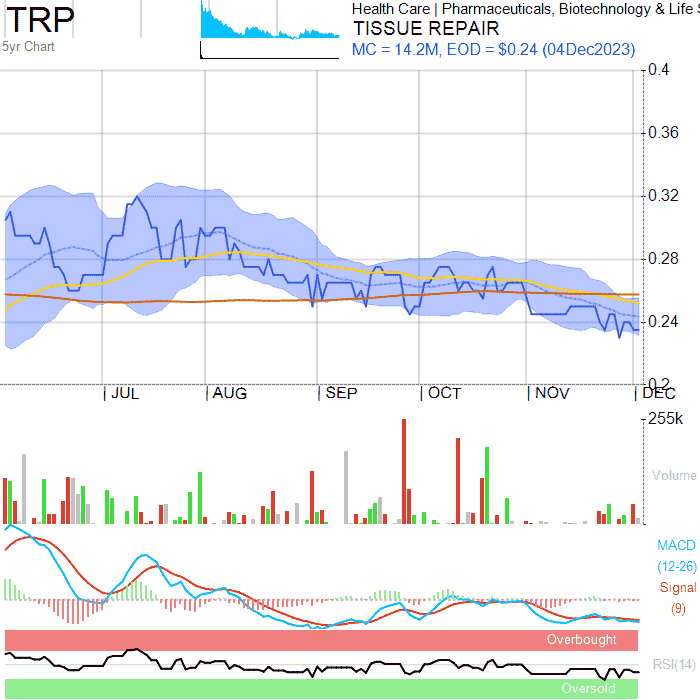 TRP
5yr Chart
Health Care | Pharmaceuticals, Biotechnology & Life S
TISSUE REPAIR
MC = 14.2M, EOD = $0.24 (04Dec2023)
0.4
0.36
0.32
0.28
0.24
0.2
| JUL | AUG | SEP | OCT | NOV | DEC
255k
Volume
MACD
(12-26)
Signal
(9)
Overbought
RSI(14)
Oversold